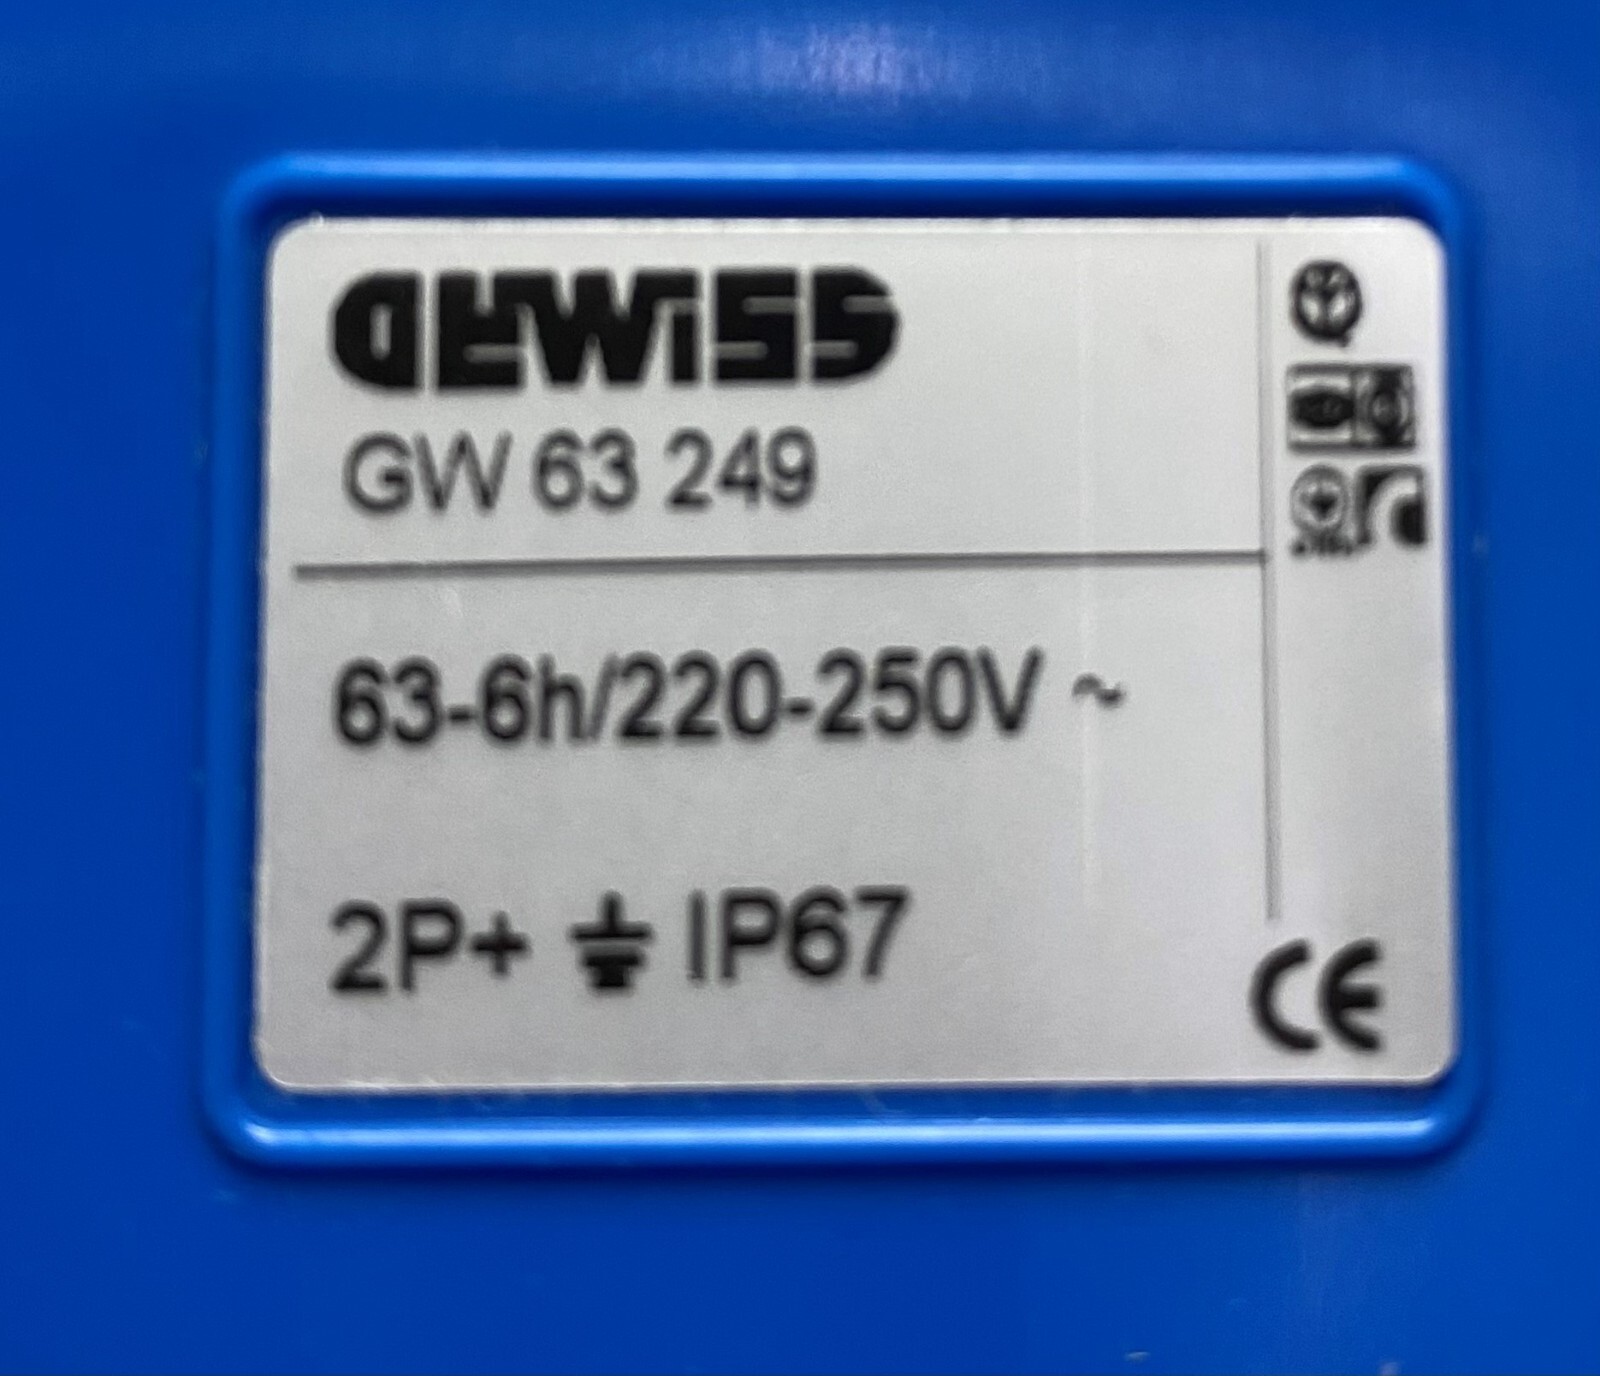 GEWISS
GW 63 249
63-6h/220-250V ~
2P+ ⏚ IP67
CE